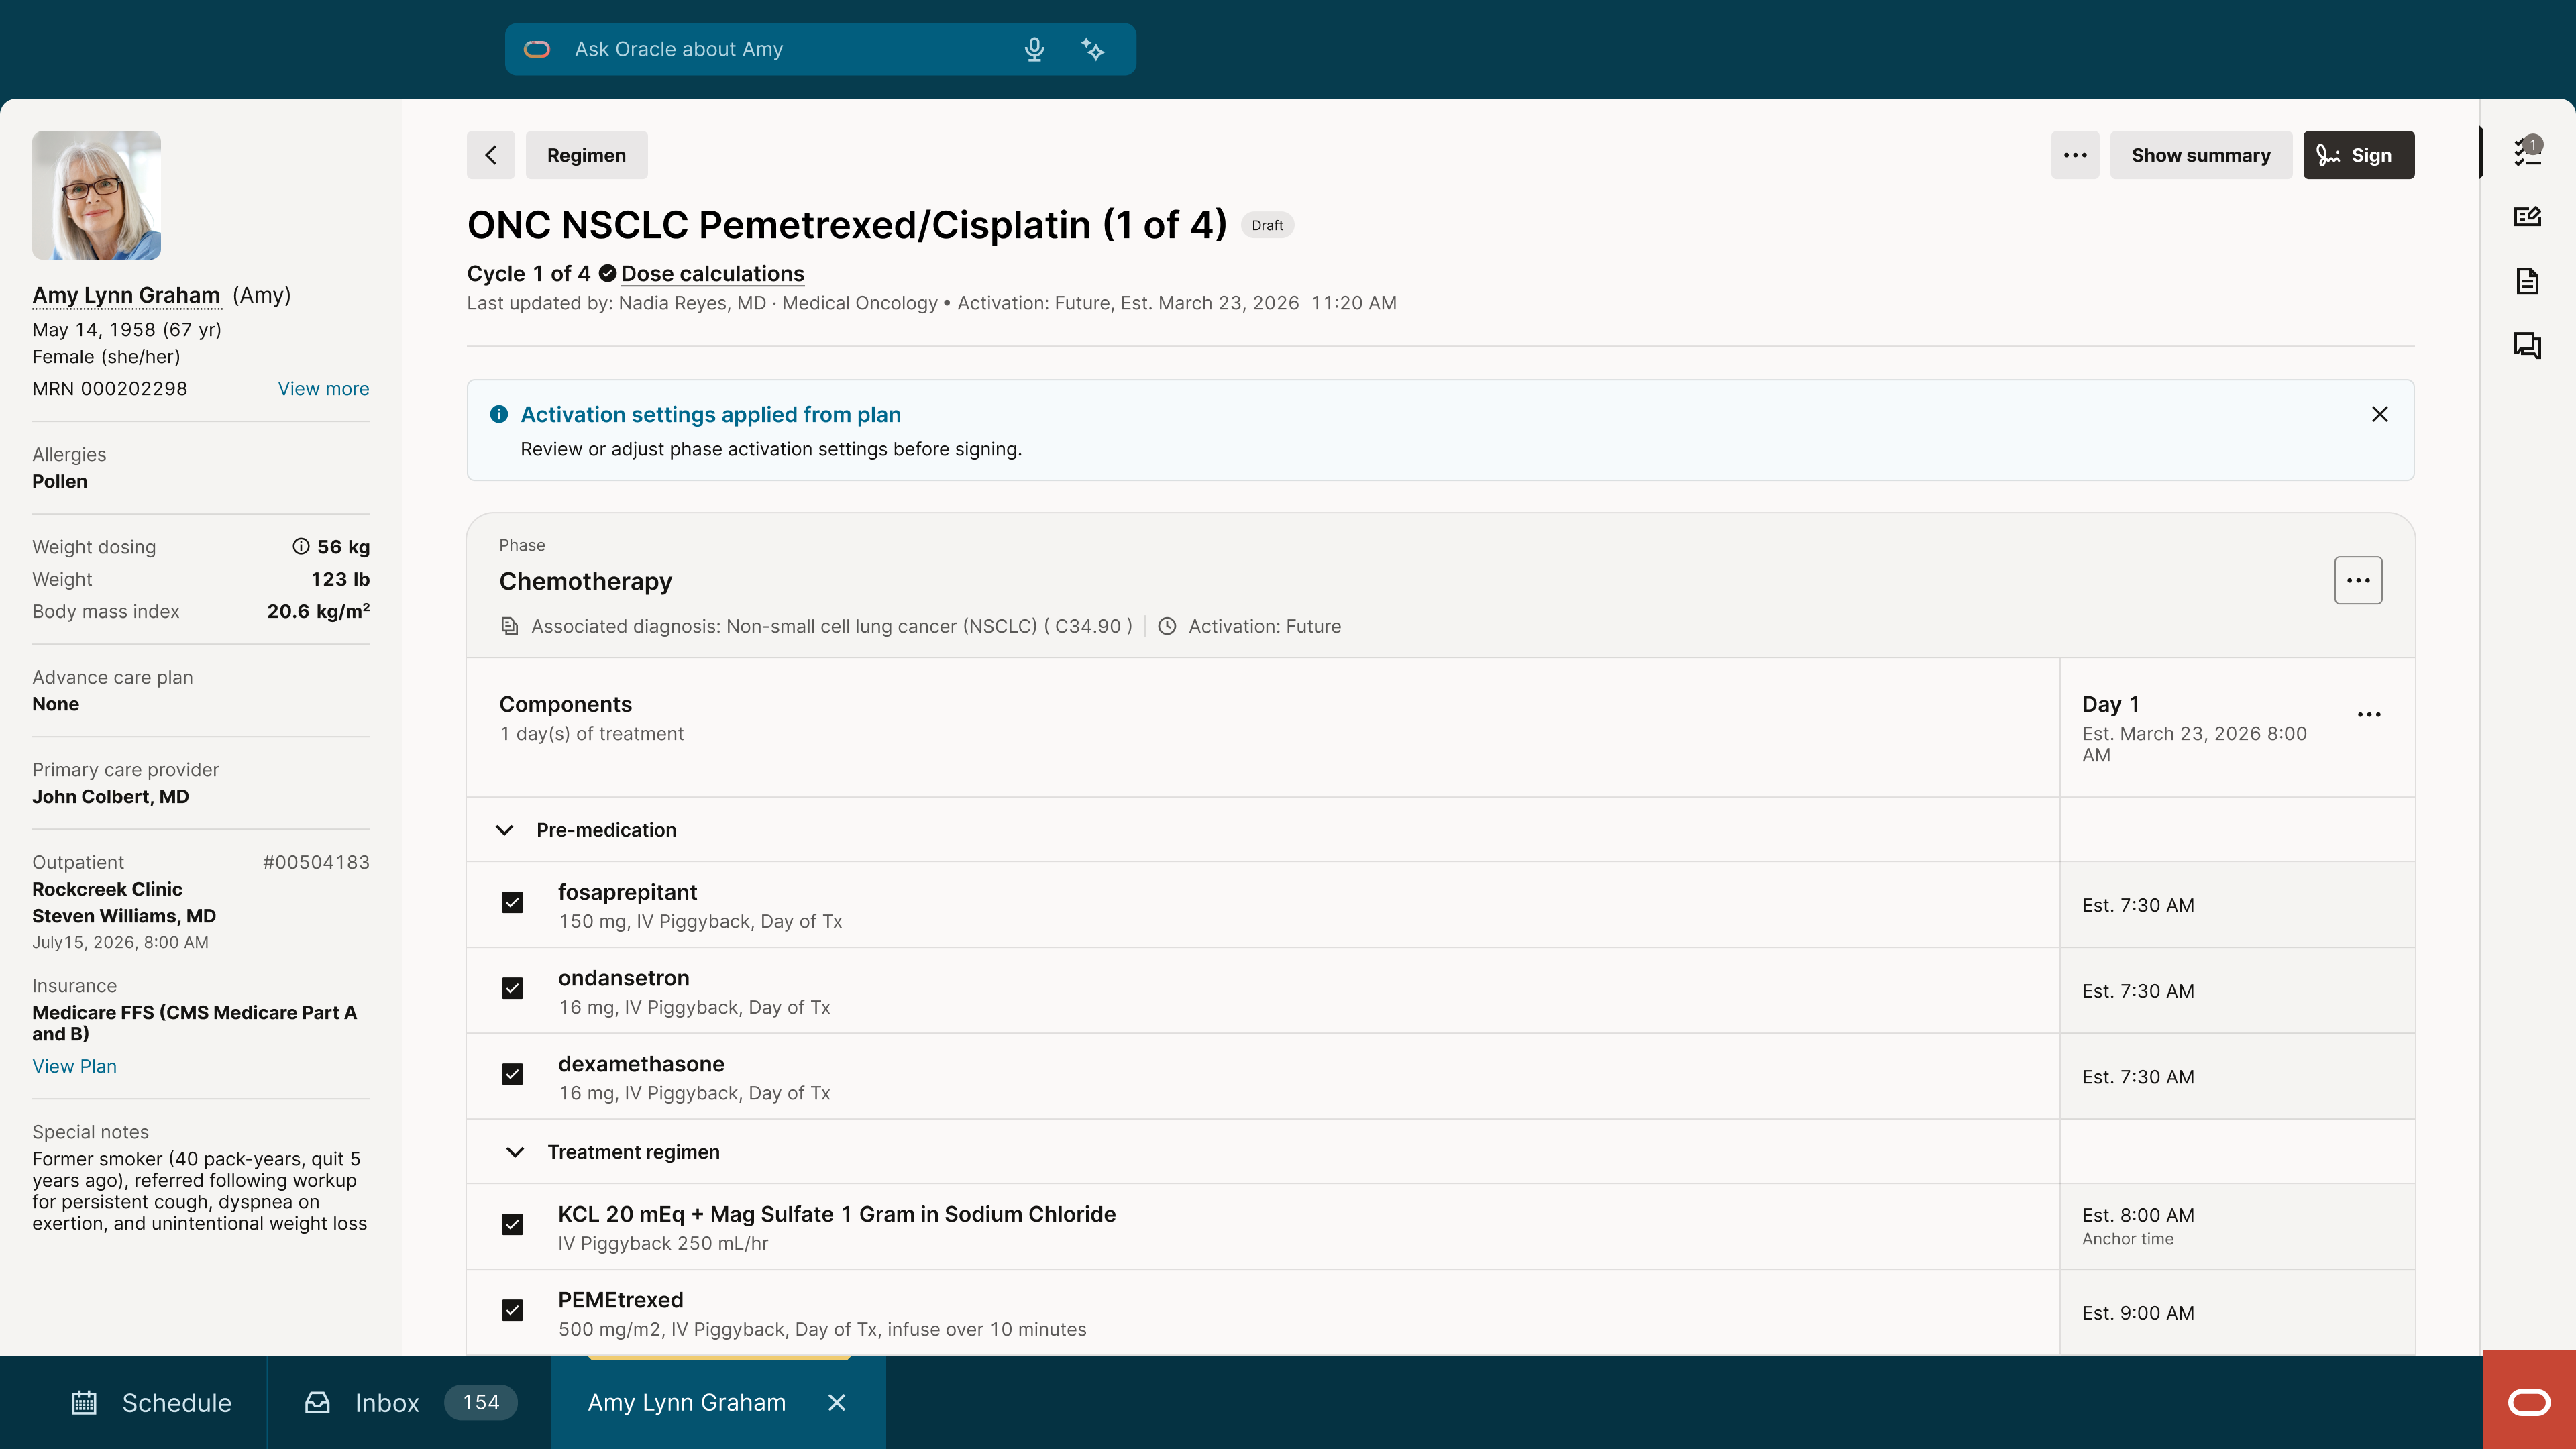 Ask Oracle about Amy
Amy Lynn Graham (Amy)
May 14, 1958 (67 yr)
Female (she/her)
MRN 000202298 View more
Allergies
Pollen
Weight dosing 56 kg
Weight 123 lb
Body mass index 20.6 kg/m²
Advance care plan
None
Primary care provider
John Colbert, MD
Outpatient #00504183
Rockcreek Clinic
Steven Williams, MD
July15, 2026, 8:00 AM
Insurance
Medicare FFS (CMS Medicare Part A
and B)
View Plan
Special notes
Former smoker (40 pack-years, quit 5
years ago), referred following workup
for persistent cough, dyspnea on
exertion, and unintentional weight loss
Regimen
Show summary
Sign
ONC NSCLC Pemetrexed/Cisplatin (1 of 4) Draft
Cycle 1 of 4 Dose calculations
Last updated by: Nadia Reyes, MD · Medical Oncology • Activation: Future, Est. March 23, 2026 11:20 AM
Activation settings applied from plan
Review or adjust phase activation settings before signing.
Phase
Chemotherapy
Associated diagnosis: Non-small cell lung cancer (NSCLC) ( C34.90 ) Activation: Future
Components
1 day(s) of treatment
Day 1
Est. March 23, 2026 8:00
AM
Pre-medication
fosaprepitant
150 mg, IV Piggyback, Day of Tx
Est. 7:30 AM
ondansetron
16 mg, IV Piggyback, Day of Tx
Est. 7:30 AM
dexamethasone
16 mg, IV Piggyback, Day of Tx
Est. 7:30 AM
Treatment regimen
KCL 20 mEq + Mag Sulfate 1 Gram in Sodium Chloride
IV Piggyback 250 mL/hr
Est. 8:00 AM
Anchor time
PEMEtrexed
500 mg/m2, IV Piggyback, Day of Tx, infuse over 10 minutes
Est. 9:00 AM
1
Schedule
Inbox 154
Amy Lynn Graham